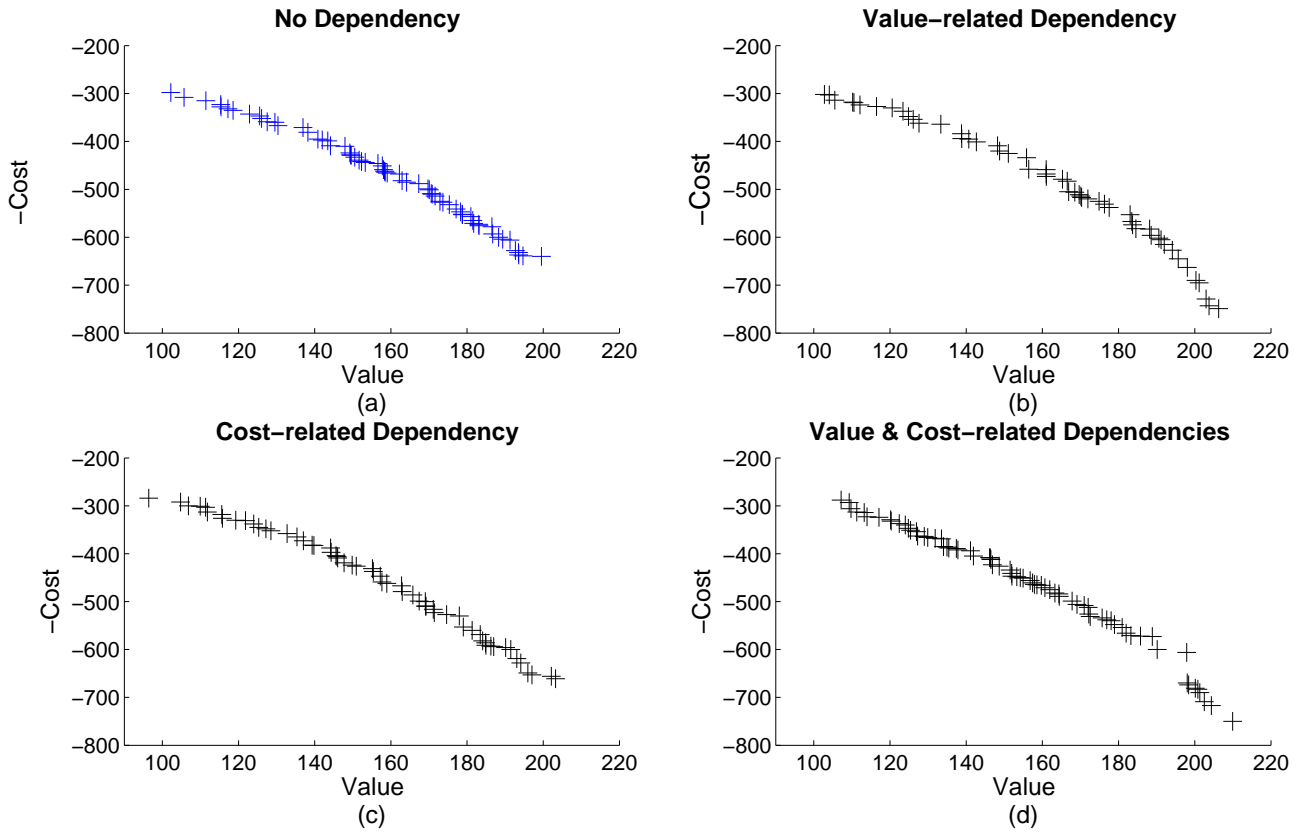 No Dependency
−200
−300
−400
−500
−600
−700
−800
-Cost
100 120 140 160 180 200 220
Value
(a)
Value−related Dependency
−200
−300
−400
−500
−600
−700
−800
-Cost
100 120 140 160 180 200 220
Value
(b)
Cost−related Dependency
−200
−300
−400
−500
−600
−700
−800
-Cost
100 120 140 160 180 200 220
Value
(c)
Value & Cost−related Dependencies
−200
−300
−400
−500
−600
−700
−800
-Cost
100 120 140 160 180 200 220
Value
(d)